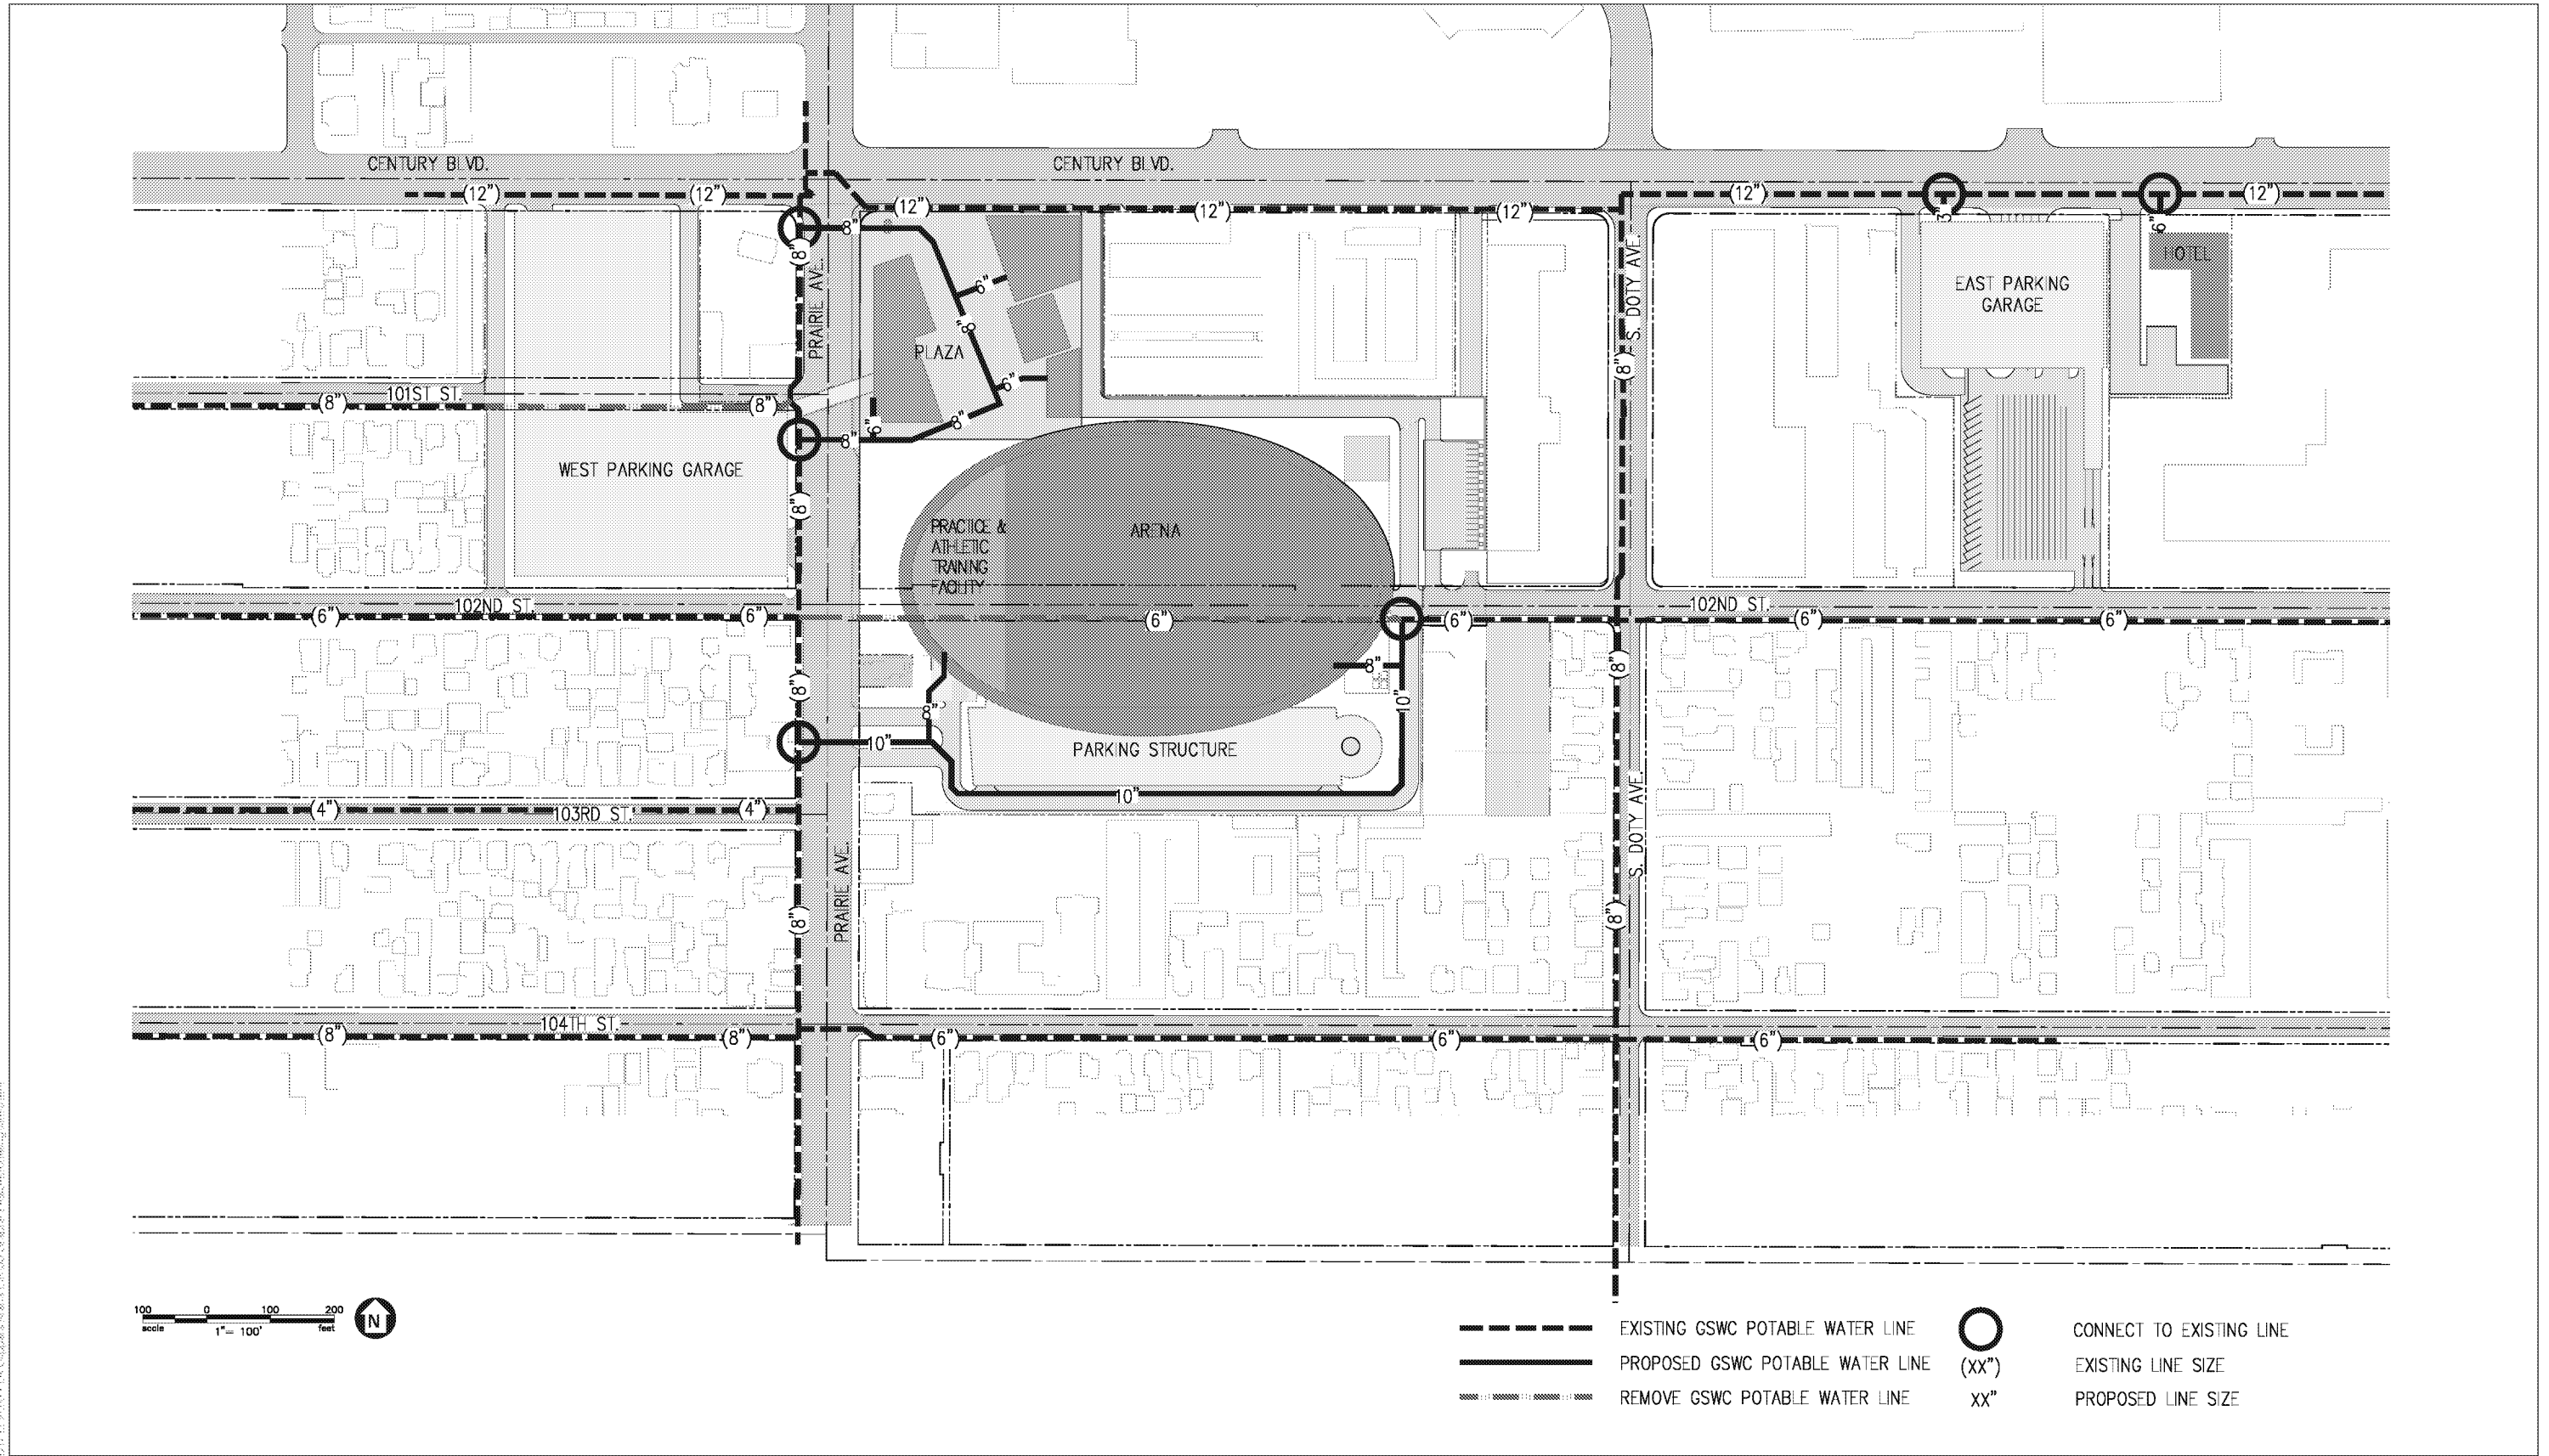 CENTURY BLVD.
CENTURY BLVD.
(12")
(12")
(12")
(12")
(12")
(12")
(12")
8"
(8")
3"
6"
HOTEL
PRAIRIE AVE.
S. DOTY AVE.
6"
8"
EAST PARKING
GARAGE
PLAZA
(8")
6"
101ST ST.
(8")
(8")
8"
6"
8"
WEST PARKING GARAGE
(8")
PRACTICE &
ATHLETIC
TRAINING
FACILITY
ARENA
102ND ST.
102ND ST.
(6")
(6")
(6")
(6")
(6")
(6")
(8")
8"
(8")
8"
10"
10"
PARKING STRUCTURE
10"
(4")
103RD ST.
(4")
S. DOTY AVE.
PRAIRIE AVE.
(8")
(8")
104TH ST.
(8")
(8")
(6")
(6")
(6")
100 0 100 200
scale 1"= 100' feet
N
EXISTING GSWC POTABLE WATER LINE
CONNECT TO EXISTING LINE
PROPOSED GSWC POTABLE WATER LINE
(XX") EXISTING LINE SIZE
REMOVE GSWC POTABLE WATER LINE
XX" PROPOSED LINE SIZE